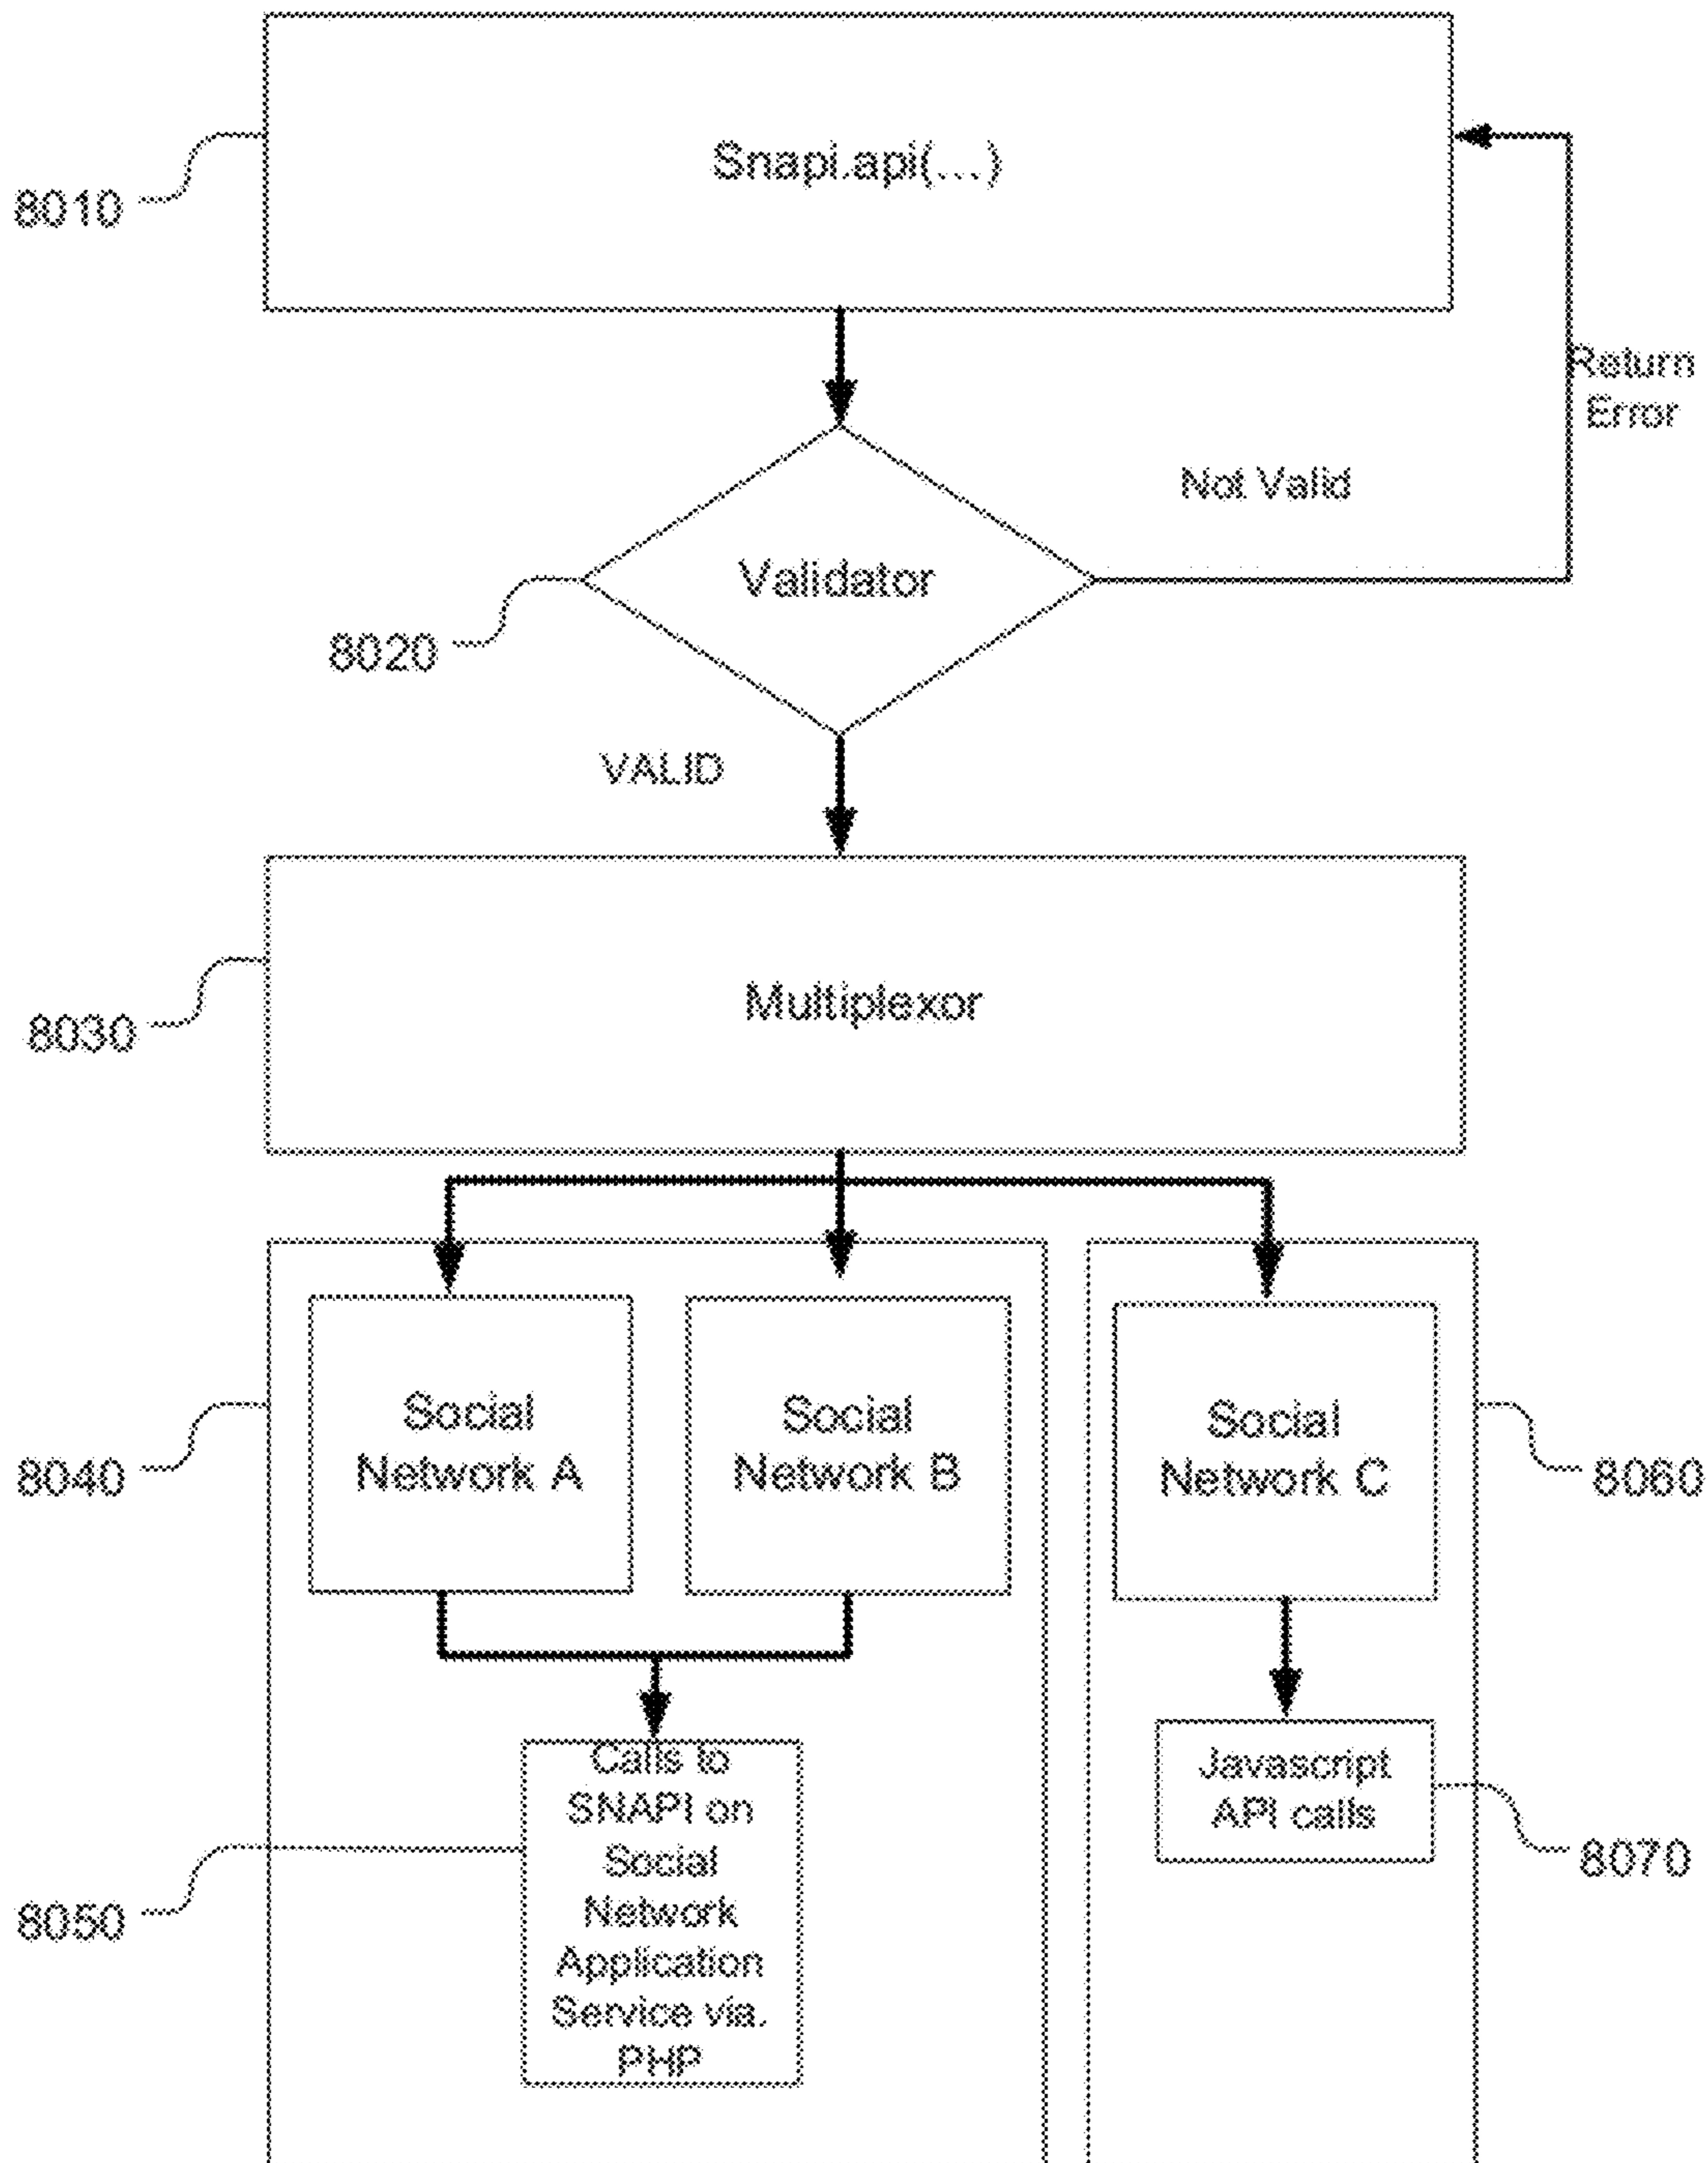 Snapi.api(...)
8010
Return
Error
Not Valid
Validator
8020
VALID
Multiplexor
8030
Social
Network A
Social
Network B
Social
Network C
8040
8060
Calls to
SNAPI on
Social
Network
Application
Service via.
PHP
Javascript
API calls
8050
8070